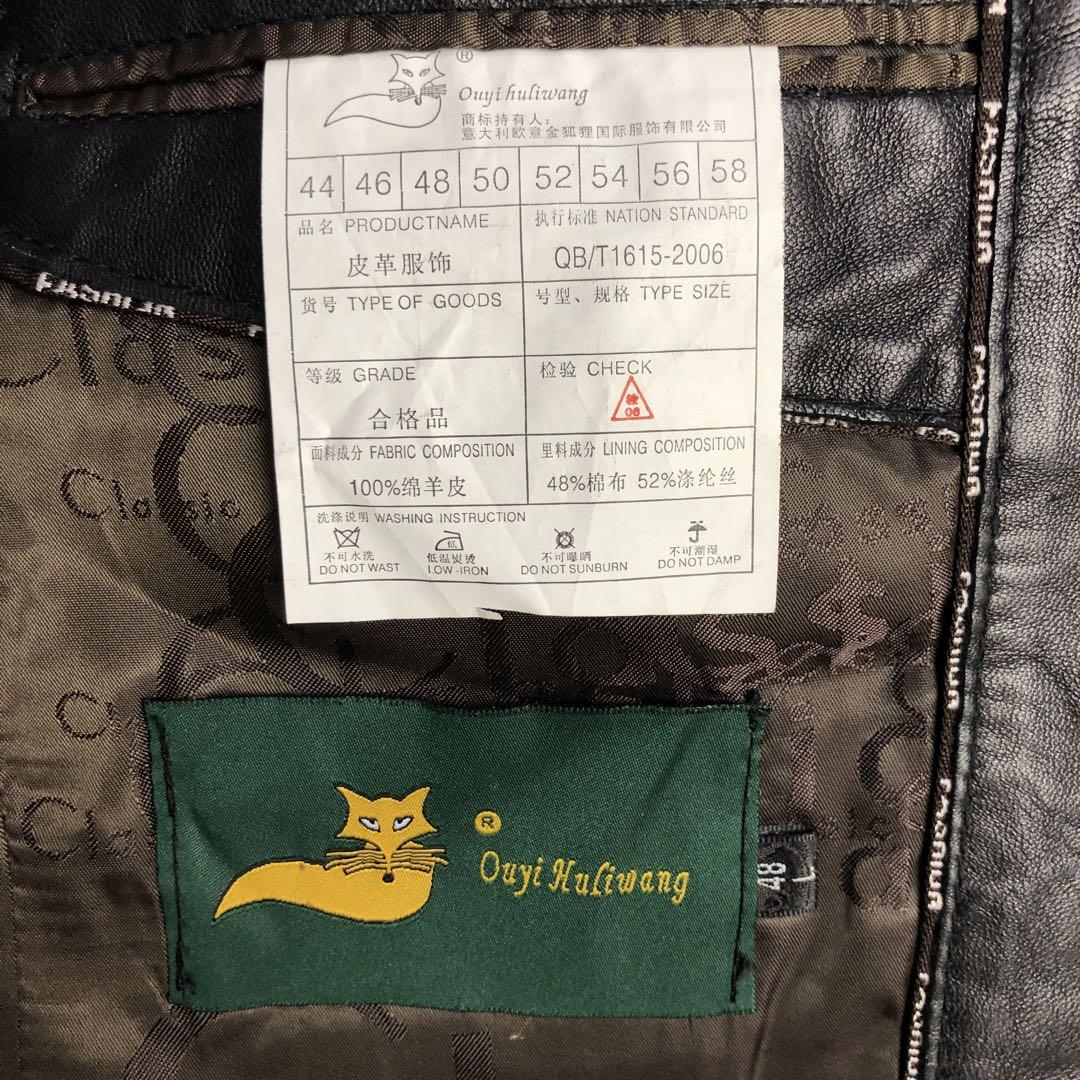 ®
Ouyi huliwang
商标持有人:
意大利欧意金狐狸国际服饰有限公司
44 46 48 50 52 54 56 58
品名 PRODUCTNAME
皮革服饰
执行标准 NATION STANDARD
QB/T1615-2006
货号 TYPE OF GOODS
号型、规格 TYPE SIZE
等级 GRADE
合格品
检验 CHECK
检
06
面料成分 FABRIC COMPOSITION
100%绵羊皮
里料成分 LINING COMPOSITION
48%棉布 52%涤纶丝
洗涤说明 WASHING INSTRUCTION
不可水洗
DO NOT WAST
低
低温熨烫
LOW-IRON
不可曝晒
DO NOT SUNBURN
不可潮湿
DO NOT DAMP
®
Ouyi Huliwang
48
L
Clas
Classic